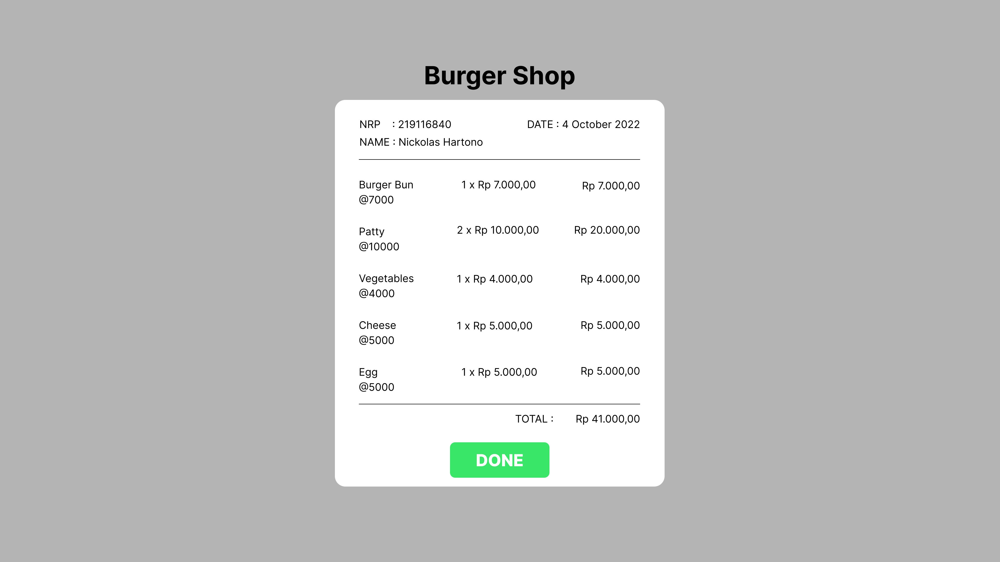 Burger Shop
NRP : 219116840 DATE : 4 October 2022
NAME : Nickolas Hartono
Burger Bun 1 x Rp 7.000,00 Rp 7.000,00
@7000
Patty 2 x Rp 10.000,00 Rp 20.000,00
@10000
Vegetables 1 x Rp 4.000,00 Rp 4.000,00
@4000
Cheese 1 x Rp 5.000,00 Rp 5.000,00
@5000
Egg 1 x Rp 5.000,00 Rp 5.000,00
@5000
TOTAL : Rp 41.000,00
DONE